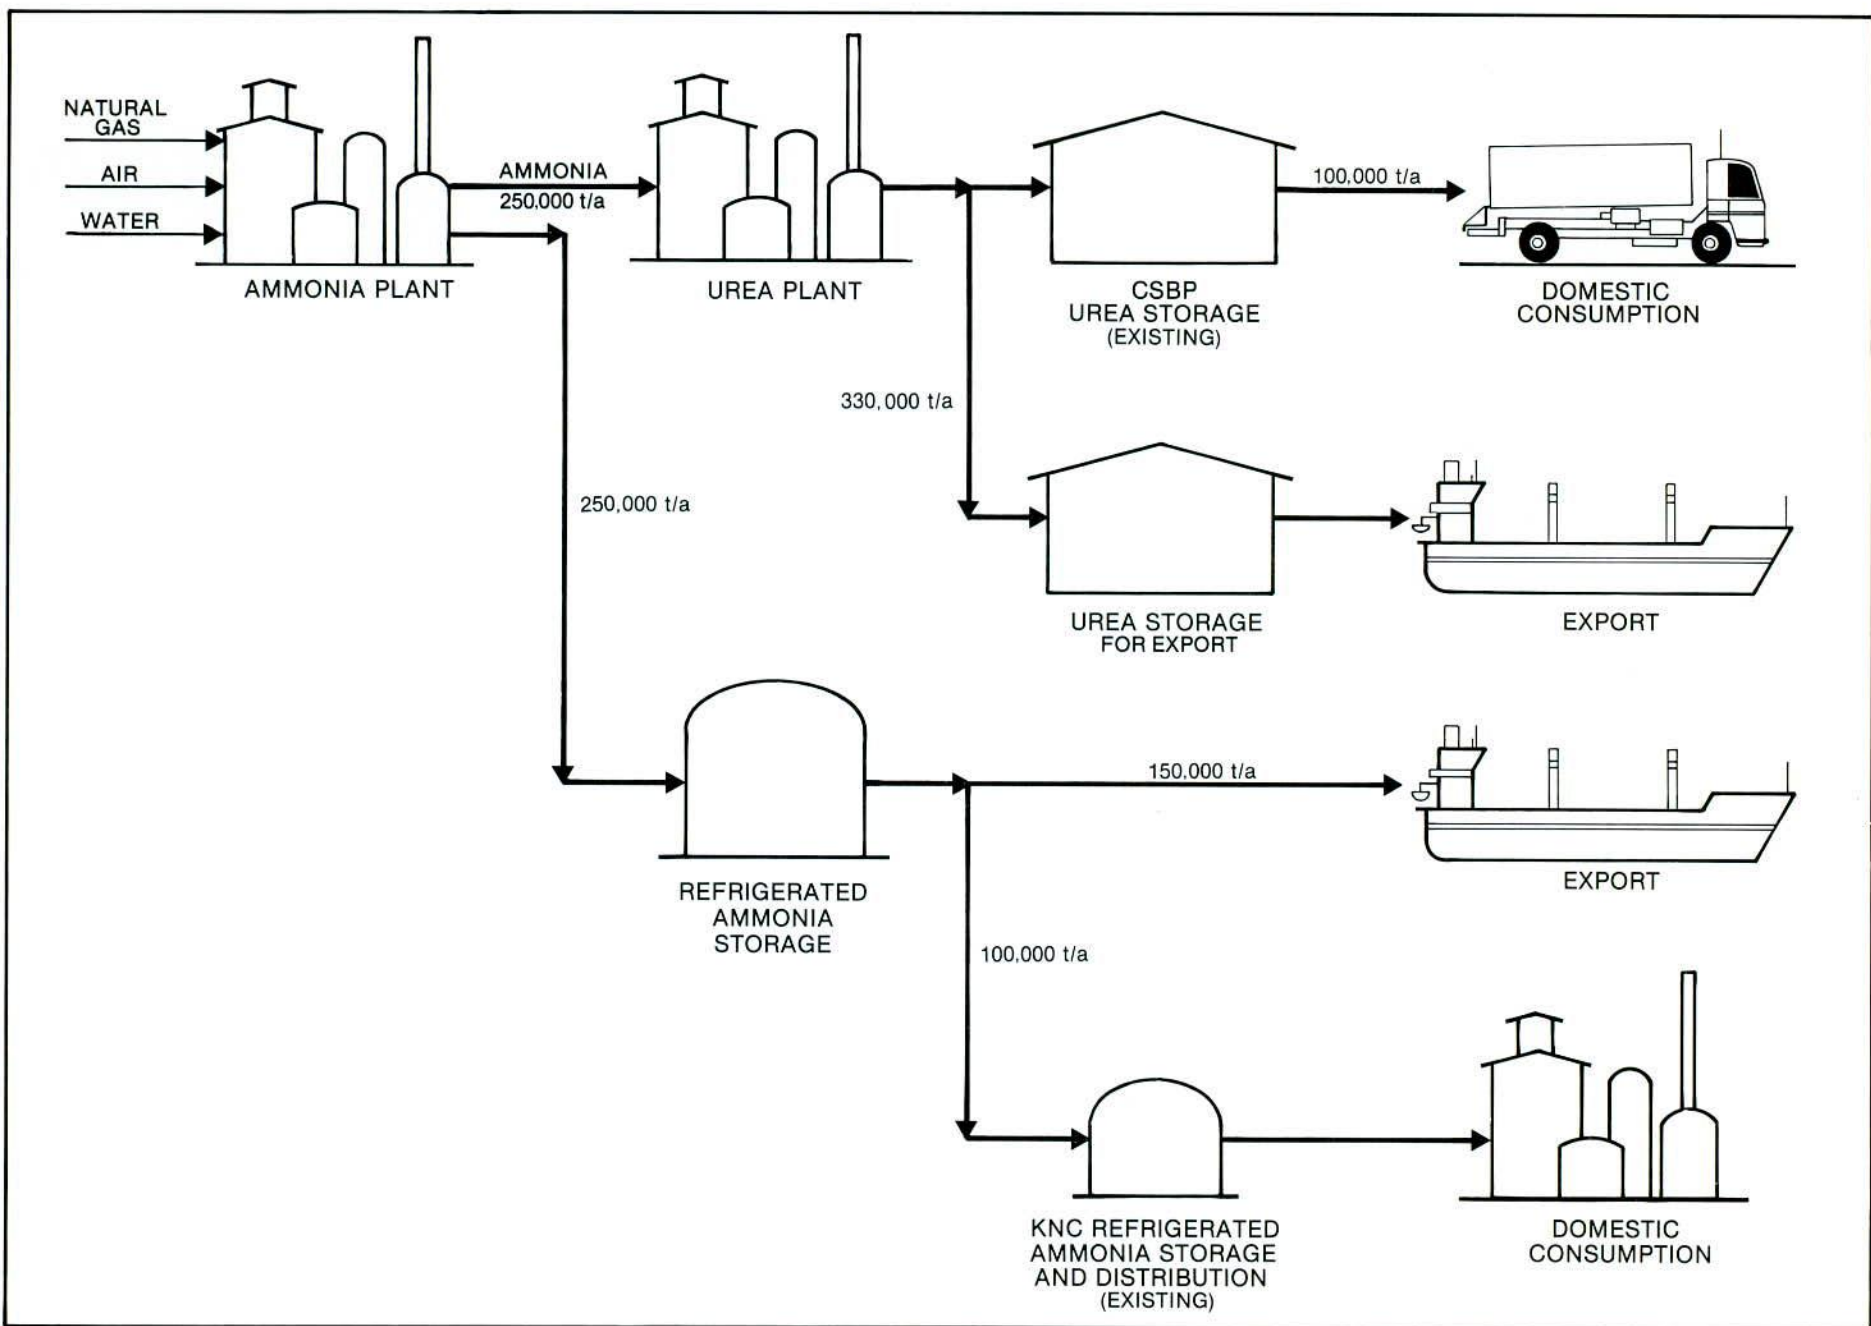 NATURAL
GAS
AIR
WATER
AMMONIA PLANT
AMMONIA
250,000 t/a
UREA PLANT
CSBP
UREA STORAGE
(EXISTING)
100,000 t/a
DOMESTIC
CONSUMPTION
330,000 t/a
250,000 t/a
UREA STORAGE
FOR EXPORT
EXPORT
REFRIGERATED
AMMONIA
STORAGE
150,000 t/a
EXPORT
100,000 t/a
KNC REFRIGERATED
AMMONIA STORAGE
AND DISTRIBUTION
(EXISTING)
DOMESTIC
CONSUMPTION